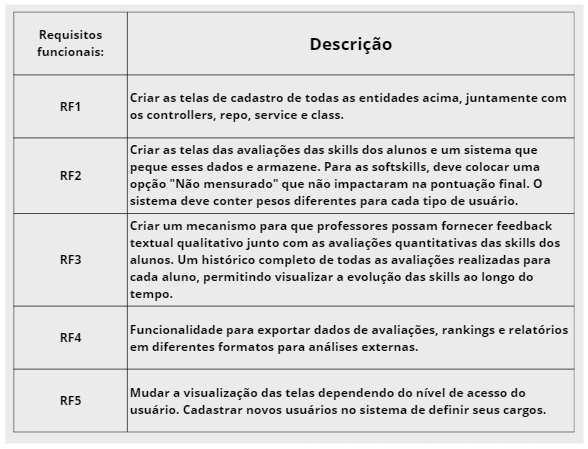 Requisitos
funcionais:
Descrição
RF1
Criar as telas de cadastro de todas as entidades acima, juntamente com
os controllers, repo, service e class.
RF2
Criar as telas das avaliações das skills dos alunos e um sistema que
peque esses dados e armazene. Para as softskills, deve colocar uma
opção "Não mensurado" que não impactaram na pontuação final. O
sistema deve conter pesos diferentes para cada tipo de usuário.
RF3
Criar um mecanismo para que professores possam fornecer feedback
textual qualitativo junto com as avaliações quantitativas das skills dos
alunos. Um histórico completo de todas as avaliações realizadas para
cada aluno, permitindo visualizar a evolução das skills ao longo do
tempo.
RF4
Funcionalidade para exportar dados de avaliações, rankings e relatórios
em diferentes formatos para análises externas.
RF5
Mudar a visualização das telas dependendo do nível de acesso do
usuário. Cadastrar novos usuários no sistema de definir seus cargos.